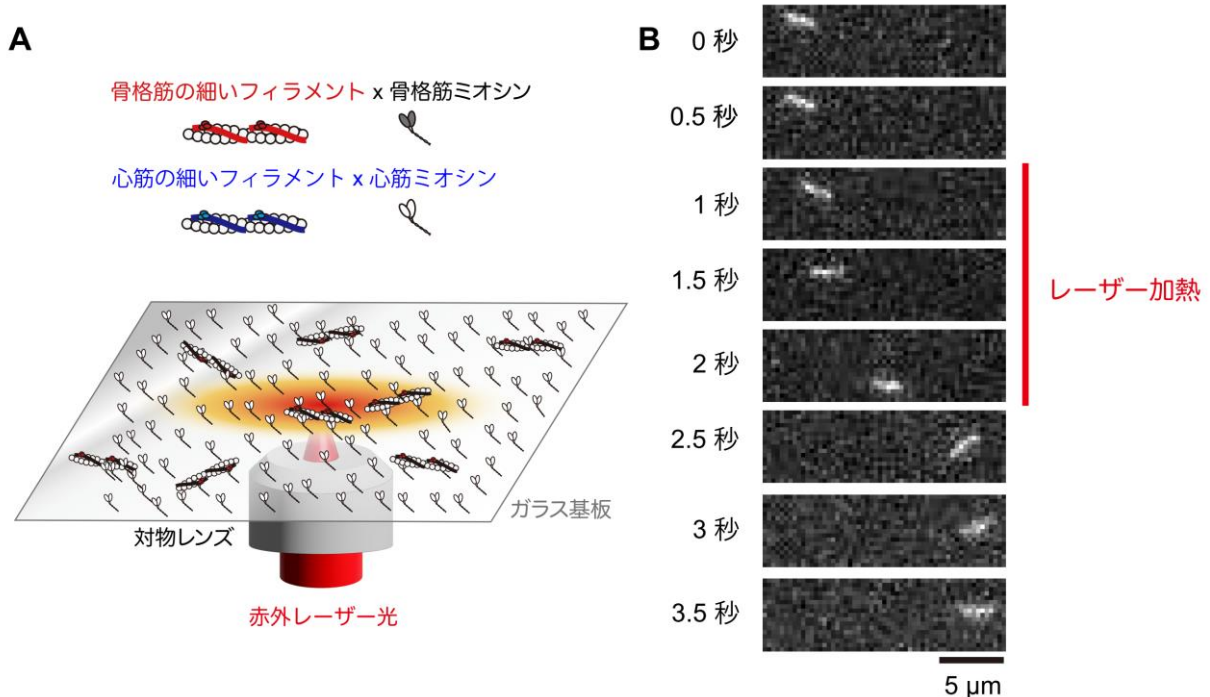 A
骨格筋の細いフィラメント x 骨格筋ミオシン
心筋の細いフィラメント x 心筋ミオシン
ガラス基板
対物レンズ
赤外レーザー光
B
0 秒
0.5 秒
1 秒
1.5 秒
2 秒
2.5 秒
3 秒
3.5 秒
レーザー加熱
5 μm